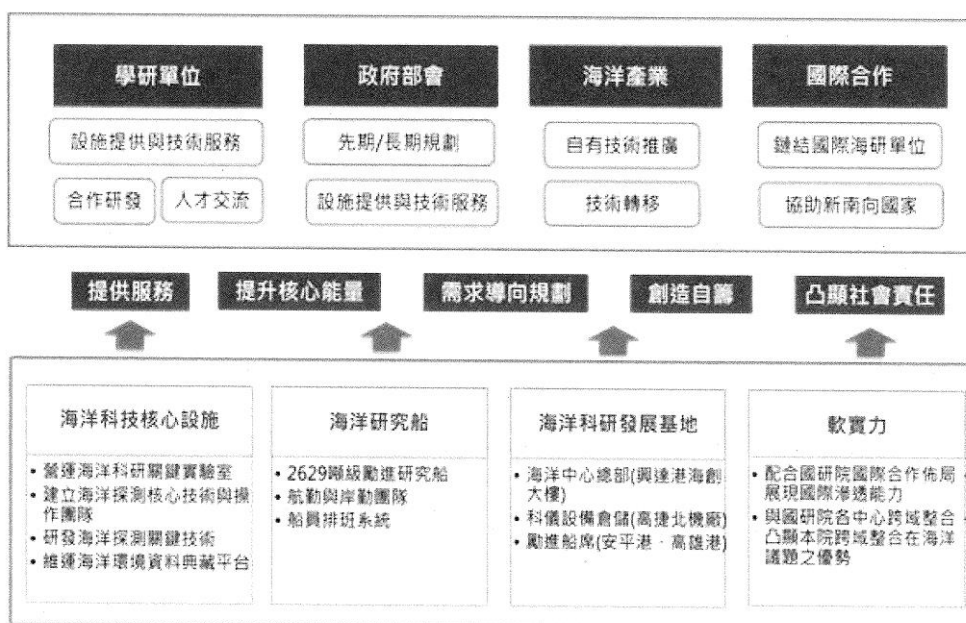 學研單位
政府部會
海洋產業
國際合作
設施提供與技術服務
先期/長期規劃
自有技術推廣
鏈結國際海研單位
合作研發
人才交流
設施提供與技術服務
技術轉移
協助新南向國家
提供服務
提升核心能量
需求導向規劃
創造自籌
凸顯社會責任
海洋科技核心設施
• 營運海洋科研關鍵實驗室
• 建立海洋探測核心技術與操
作團隊
• 研發海洋探測關鍵技術
• 維運海洋環境資料典藏平台
海洋研究船
• 2629噸級勵進研究船
• 航勤與岸勤團隊
• 船員排班系統
海洋科研發展基地
• 海洋中心總部(興達港海創
大樓)
• 科儀設備倉儲(高捷北機廠)
• 勵進船席(安平港、高雄港)
軟實力
• 配合國研院國際合作佈局
展現國際滲透能力
• 與國研院各中心跨域整合
凸顯本院跨域整合在海洋
議題之優勢